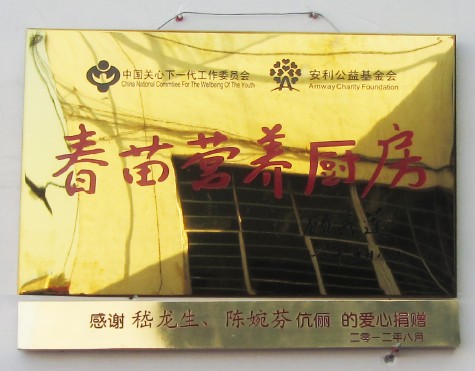 中国关心下一代工作委员会 安利公益基金会
China National Committee For The Wellbeing Of The Youth Amway Charity Foundation
春苗营养厨房
感谢 嵇龙生、陈婉芬 伉俪 的爱心捐赠
二零一二年八月